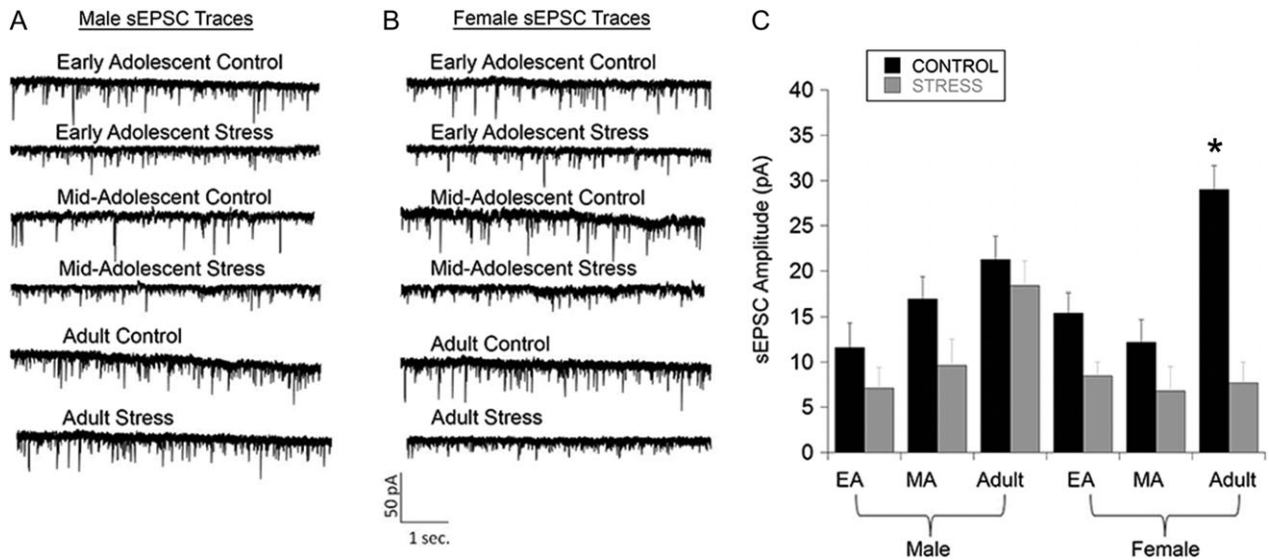 A
Male sEPSC Traces
Early Adolescent Control
Early Adolescent Stress
Mid-Adolescent Control
Mid-Adolescent Stress
Adult Control
Adult Stress
B
Female sEPSC Traces
Early Adolescent Control
Early Adolescent Stress
Mid-Adolescent Control
Mid-Adolescent Stress
Adult Control
Adult Stress
50 pA
1 sec.
C
CONTROL
STRESS
sEPSC Amplitude (pA)
40
35
30
25
20
15
10
5
0
*
EA MA Adult EA MA Adult
Male Female